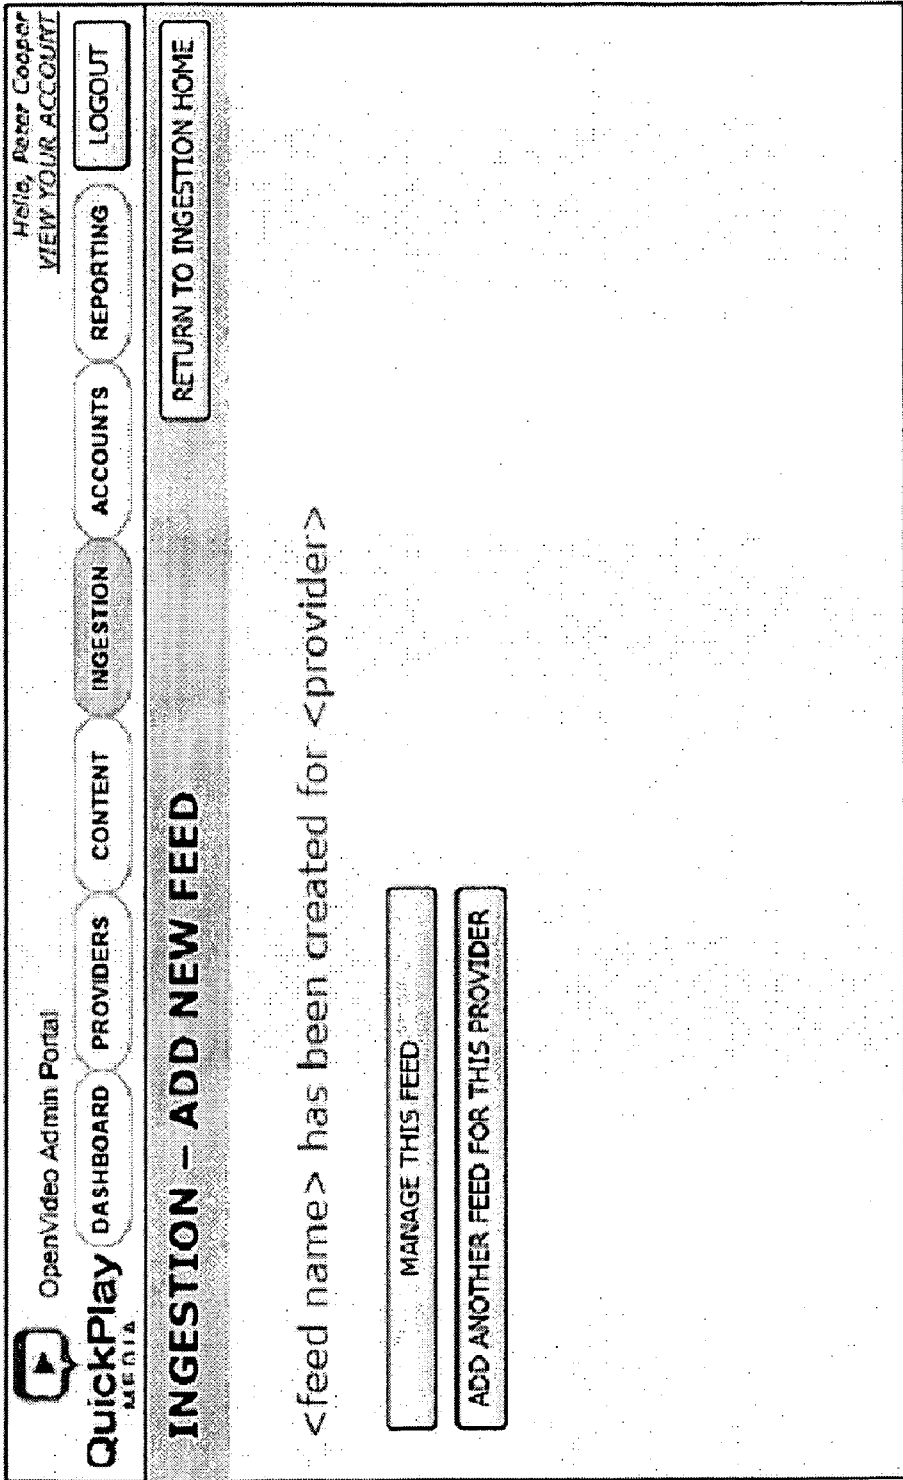 OpenVideo Admin Portal
Hello, Peter Cooper
VIEW YOUR ACCOUNT
QuickPlay
MEDIA
DASHBOARD PROVIDERS CONTENT INGESTION ACCOUNTS REPORTING LOGOUT
INGESTION – ADD NEW FEED
RETURN TO INGESTION HOME
<feed name> has been created for <provider>
MANAGE THIS FEED
ADD ANOTHER FEED FOR THIS PROVIDER